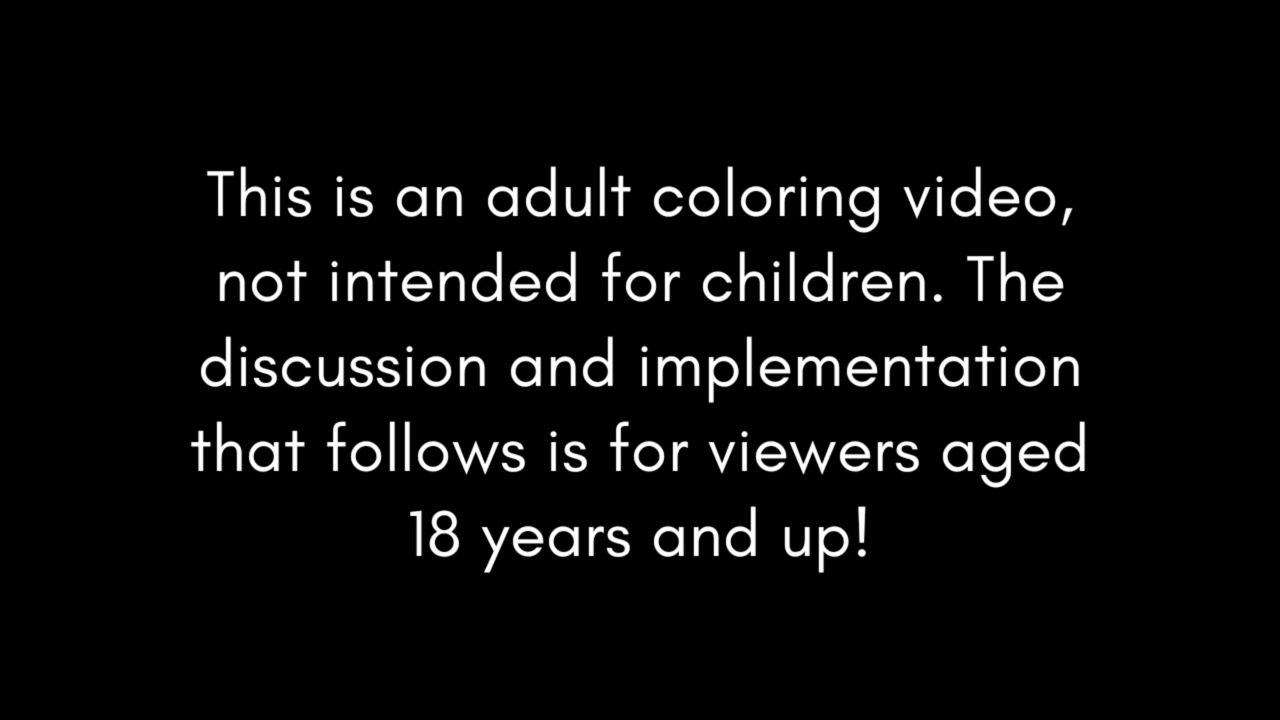 This is an adult coloring video,
not intended for children. The
discussion and implementation
that follows is for viewers aged
18 years and up!